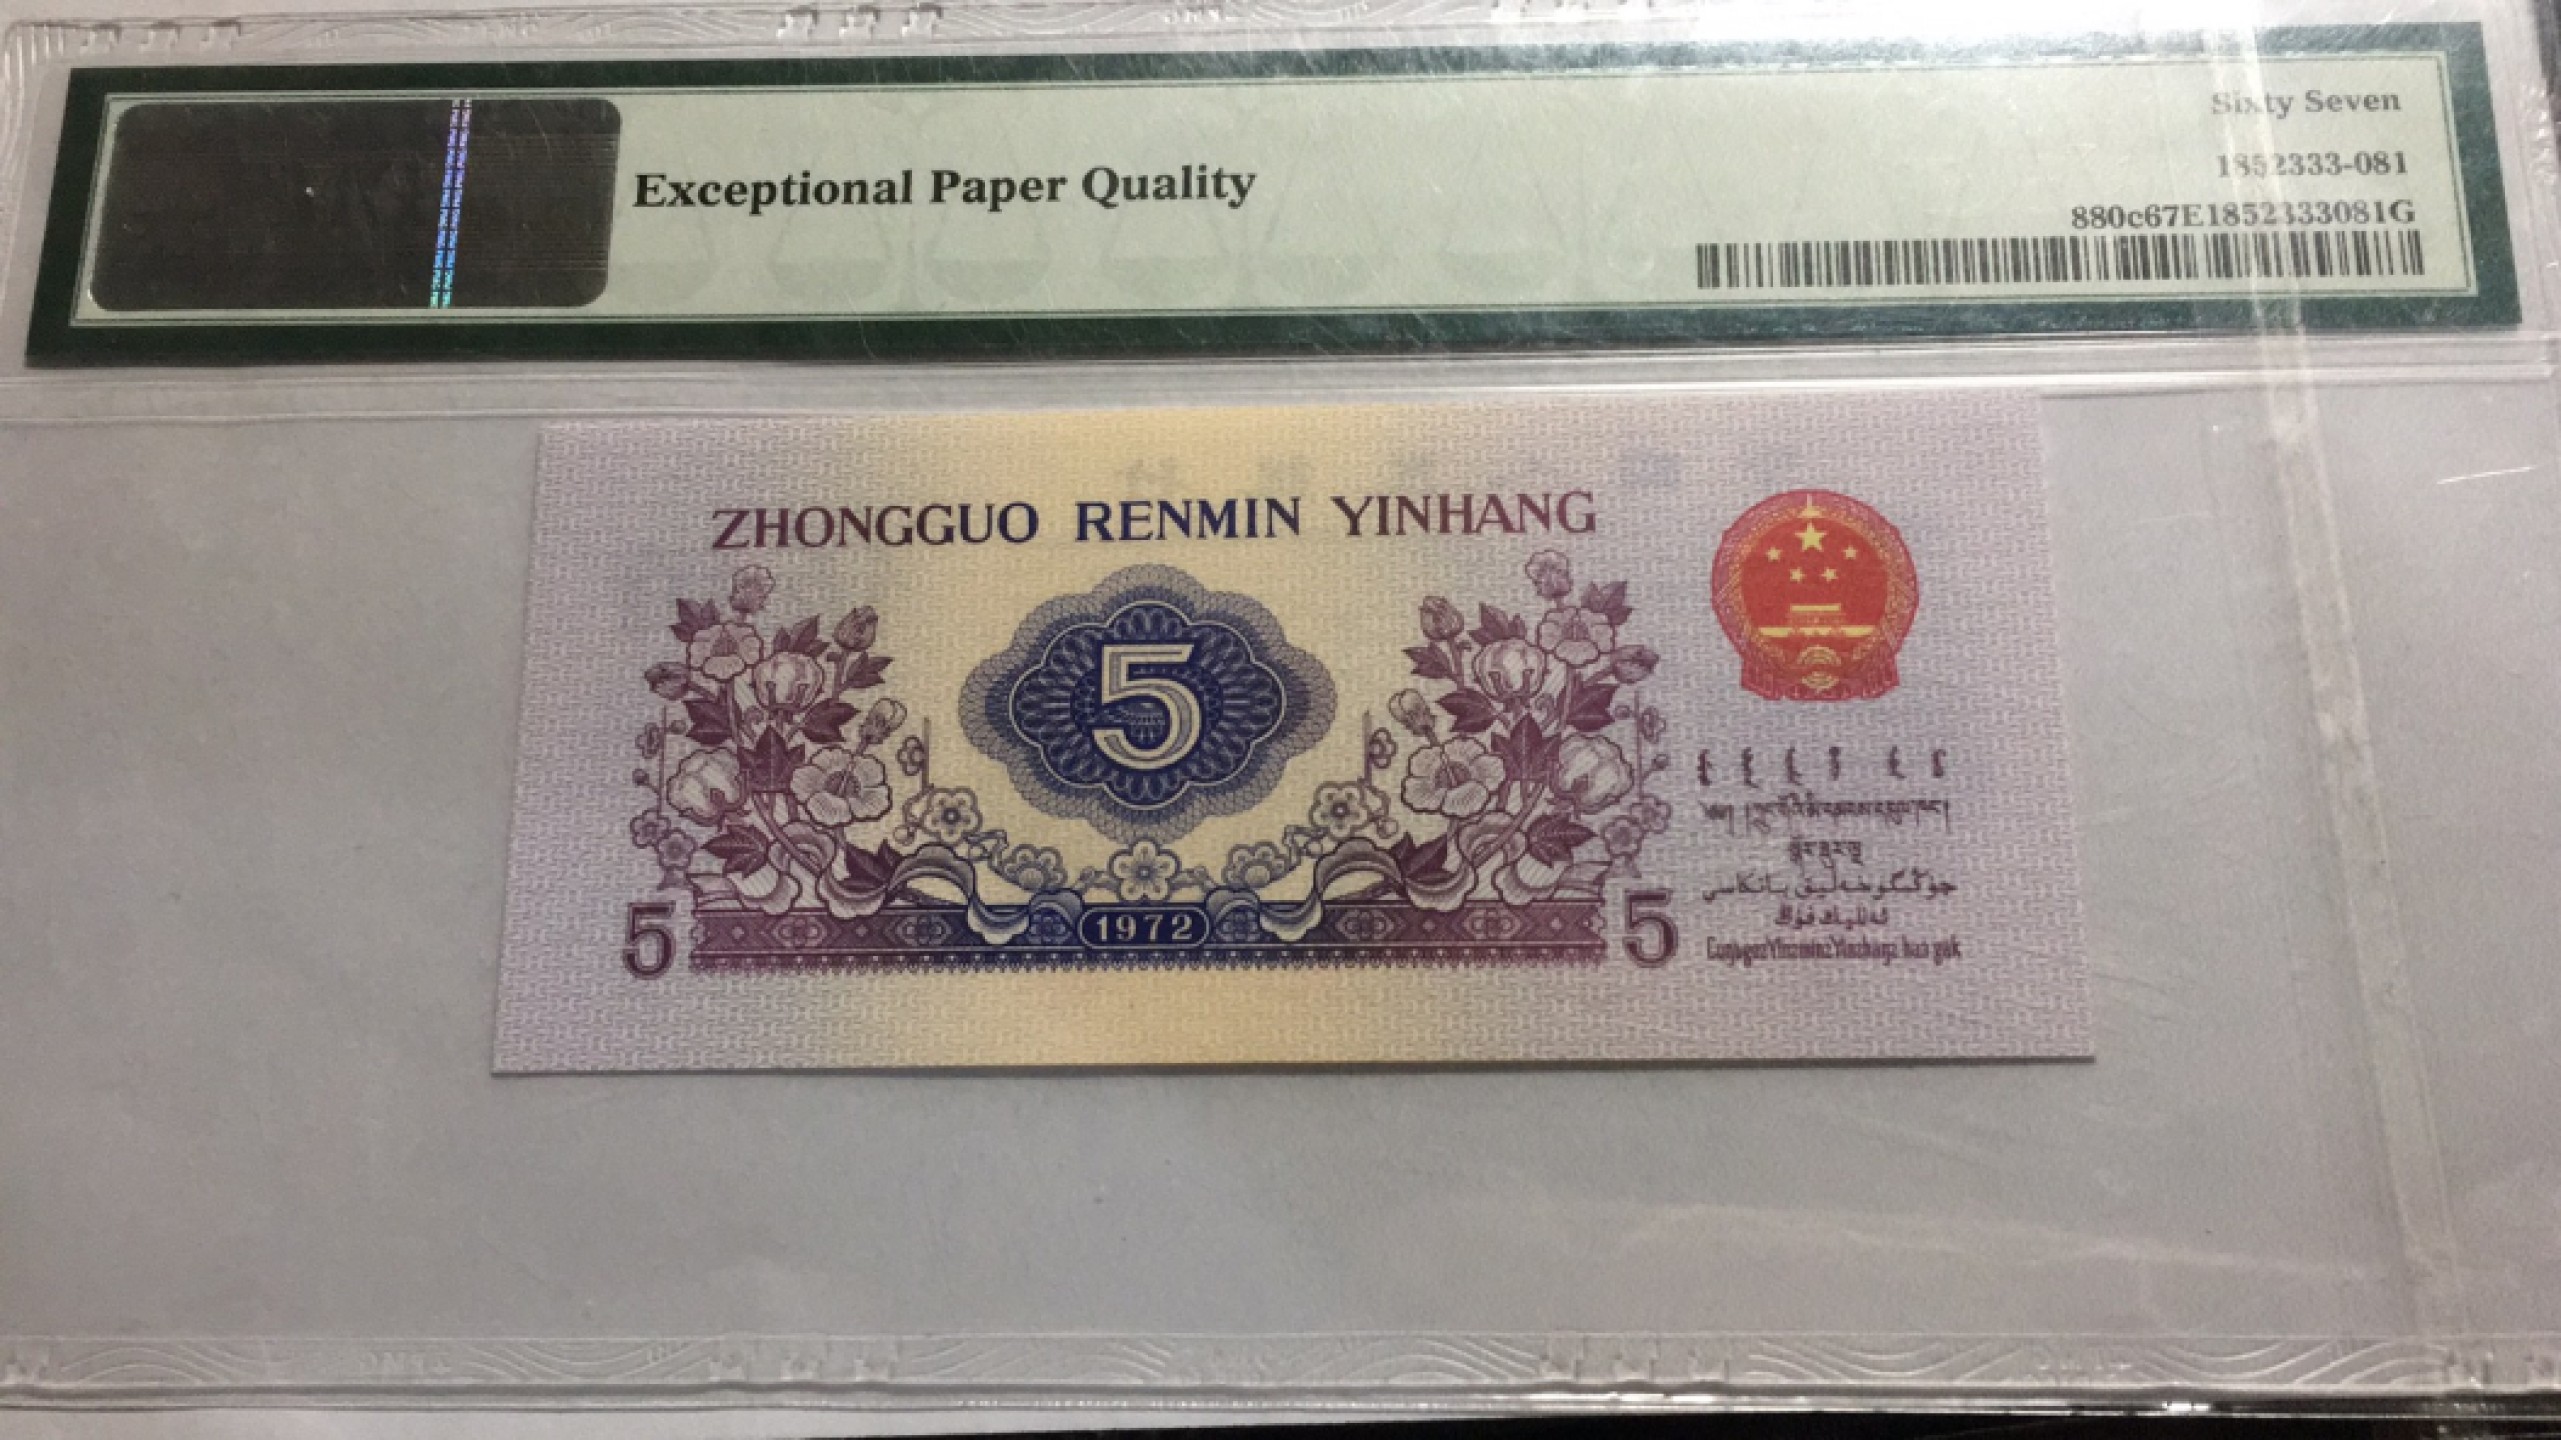 Sixty Seven
1852333-081
Exceptional Paper Quality
880c67E1852333081G
ZHONGGUO RENMIN YINHANG
5
1972
5
5